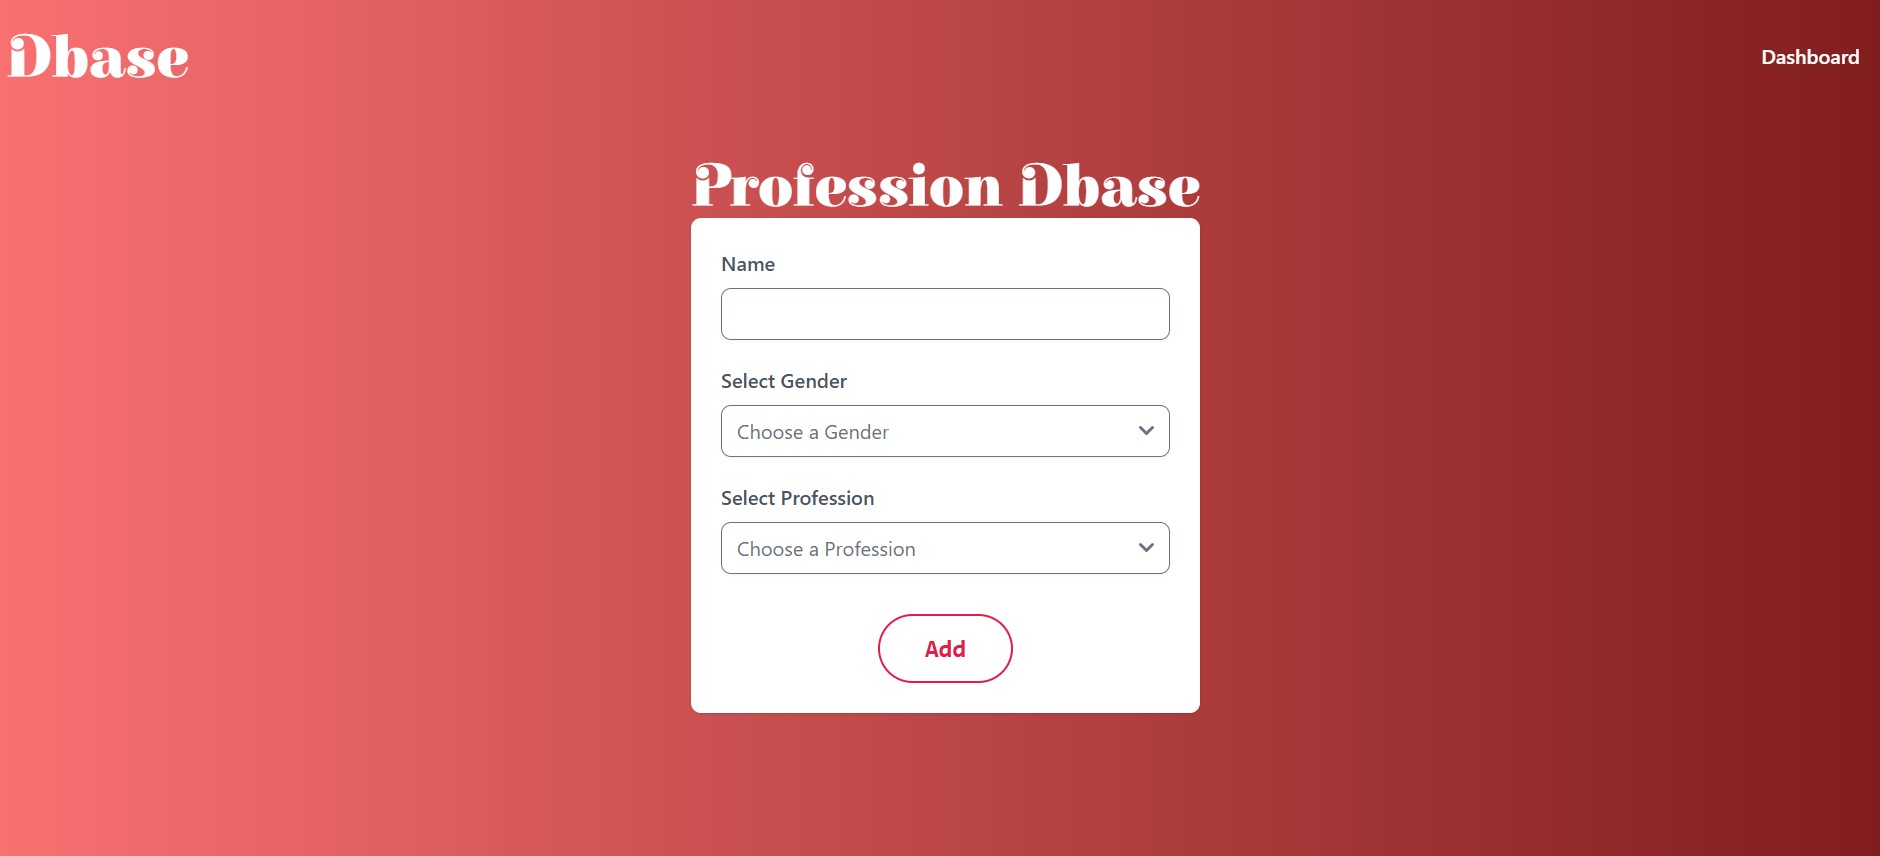 Dbase
Dashboard
Profession Dbase
Name
Select Gender
Choose a Gender
Select Profession
Choose a Profession
Add